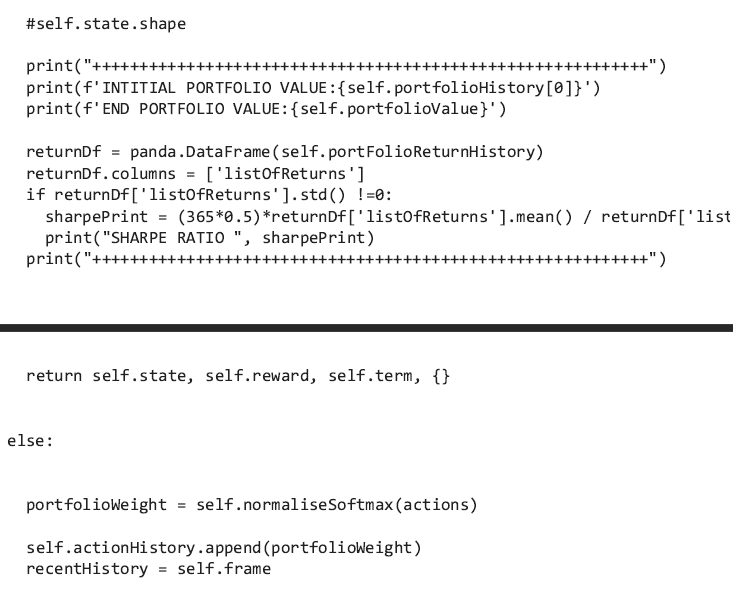 #self.state.shape
print("+++++++++++++++++++++++++++++++++++++++++++++++++++++++++++")
print(f'INTITIAL PORTFOLIO VALUE:{self.portfolioHistory[0]}')
print(f'END PORTFOLIO VALUE:{self.portfolioValue}')
returnDf = panda.DataFrame(self.portFolioReturnHistory)
returnDf.columns = ['listOfReturns']
if returnDf['listOfReturns'].std() !=0:
sharpePrint = (365*0.5)*returnDf['listOfReturns'].mean() / returnDf['list
print("SHARPE RATIO ", sharpePrint)
print("+++++++++++++++++++++++++++++++++++++++++++++++++++++++++++")
return self.state, self.reward, self.term, {}
else:
portfolioWeight = self.normaliseSoftmax(actions)
self.actionHistory.append(portfolioWeight)
recentHistory = self.frame